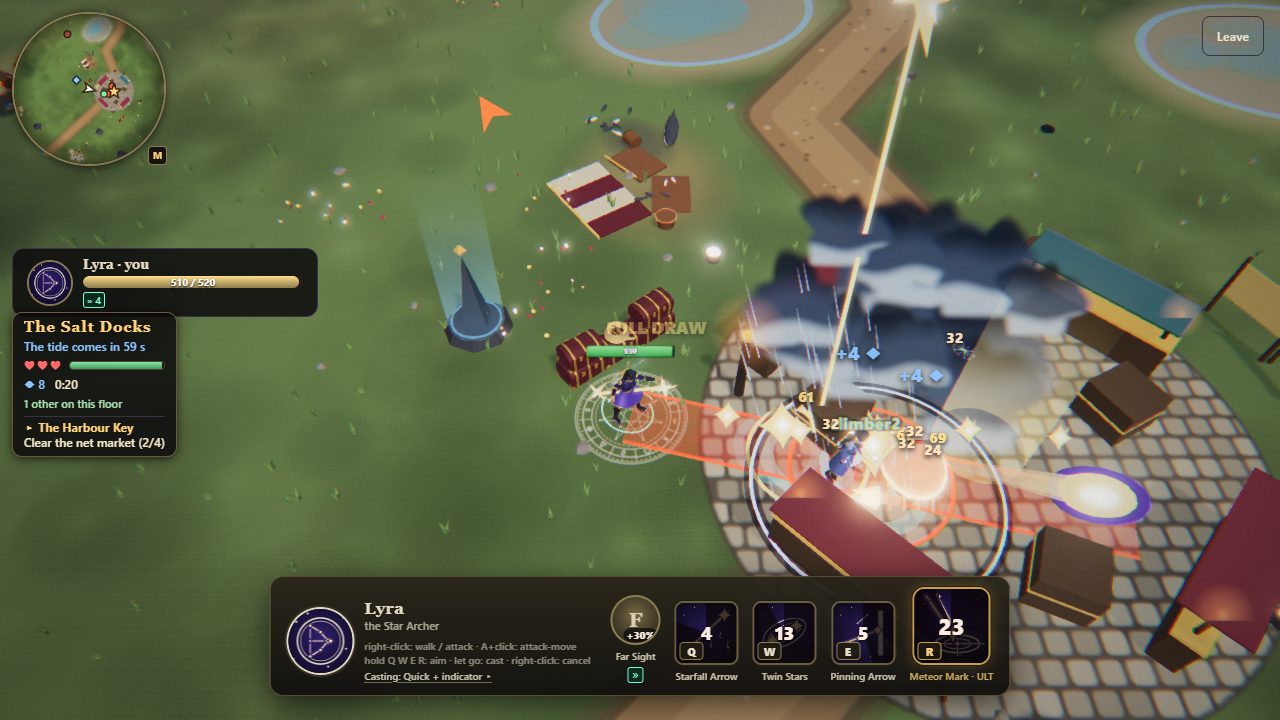 Leave
M
Lyra · you
510 / 520
» 4
The Salt Docks
The tide comes in 59 s
8 0:20
1 other on this floor
▸ The Harbour Key
Clear the net market (2/4)
FULL DRAW
32
+4
+4
61
32
32
32
69
24
Lyra
the Star Archer
right-click: walk / attack · A+click: attack-move
hold Q W E R: aim · let go: cast · right-click: cancel
Casting: Quick + indicator ▸
F
+30%
Far Sight
»
4
Q
Starfall Arrow
13
W
Twin Stars
5
E
Pinning Arrow
23
R
Meteor Mark · ULT